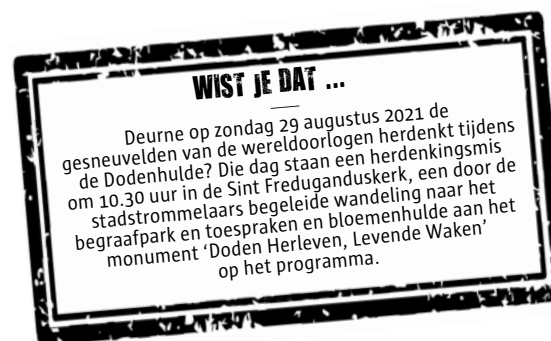 WIST JE DAT ...
Deurne op zondag 29 augustus 2021 de
gesneuvelden van de wereldoorlogen herdenkt tijdens
de Dodenhulde? Die dag staan een herdenkingsmis
om 10.30 uur in de Sint Freduganduskerk, een door de
stadstrommelaars begeleide wandeling naar het
begraafpark en toespraken en bloemenhulde aan het
monument ‘Doden Herleven, Levende Waken’
op het programma.